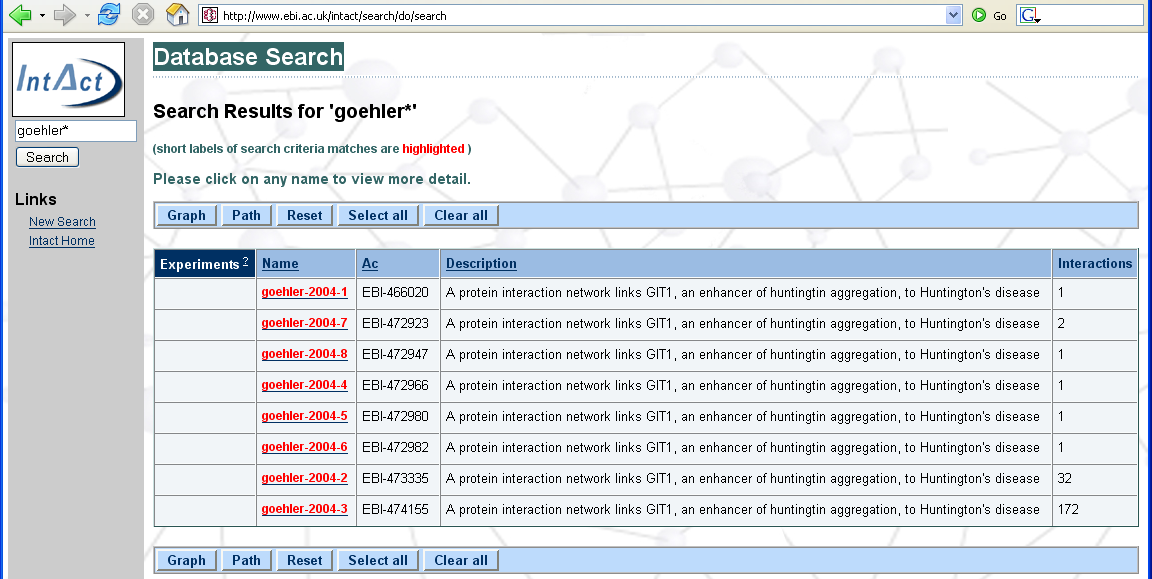 http://www.ebi.ac.uk/intact/search/do/search
Go
G
IntAct
goehler*
Search
Links
New Search
Intact Home
Database Search
Search Results for 'goehler*'
(short labels of search criteria matches are highlighted )
Please click on any name to view more detail.
Graph Path Reset Select all Clear all
Experiments ? Name Ac Description Interactions
goehler-2004-1 EBI-466020 A protein interaction network links GIT1, an enhancer of huntingtin aggregation, to Huntington's disease 1
goehler-2004-7 EBI-472923 A protein interaction network links GIT1, an enhancer of huntingtin aggregation, to Huntington's disease 2
goehler-2004-8 EBI-472947 A protein interaction network links GIT1, an enhancer of huntingtin aggregation, to Huntington's disease 1
goehler-2004-4 EBI-472966 A protein interaction network links GIT1, an enhancer of huntingtin aggregation, to Huntington's disease 1
goehler-2004-5 EBI-472980 A protein interaction network links GIT1, an enhancer of huntingtin aggregation, to Huntington's disease 1
goehler-2004-6 EBI-472982 A protein interaction network links GIT1, an enhancer of huntingtin aggregation, to Huntington's disease 1
goehler-2004-2 EBI-473335 A protein interaction network links GIT1, an enhancer of huntingtin aggregation, to Huntington's disease 32
goehler-2004-3 EBI-474155 A protein interaction network links GIT1, an enhancer of huntingtin aggregation, to Huntington's disease 172
Graph Path Reset Select all Clear all